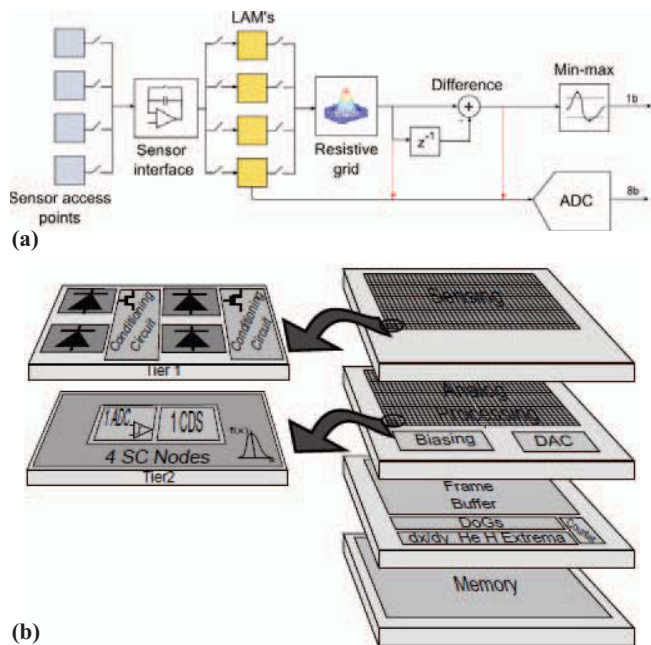 LAM's
Difference
Min-max
1b
+
z⁻¹
Sensor
interface
Resistive
grid
Sensor access
points
ADC
8b
(a)
Sensing
Conditioning
Circuit
Conditioning
Circuit
Tier 1
Analog
Processing
1 ADC
1 CDS
f(x)
4 SC Nodes
Tier2
Biasing
DAC
Frame
Buffer
DoGs
Counter
dx/dy He H Extrema
Memory
(b)